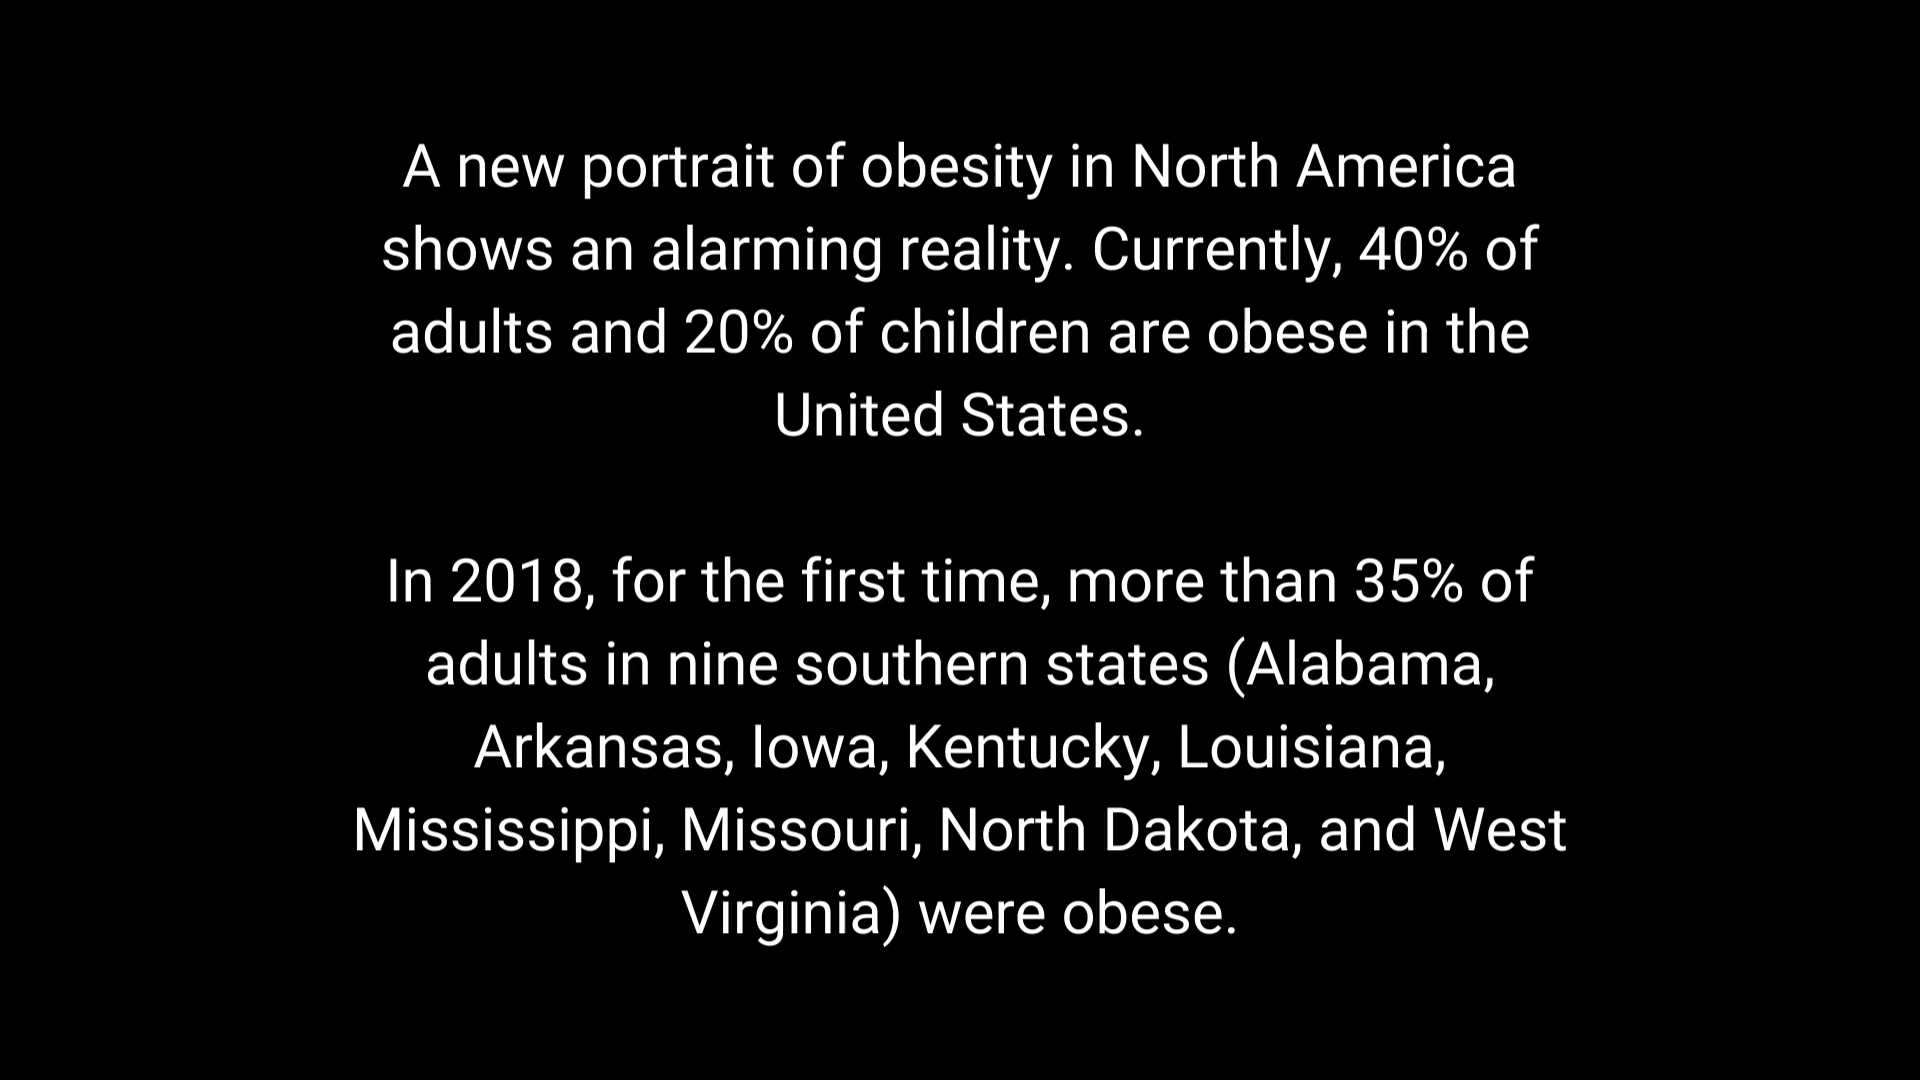 A new portrait of obesity in North America
shows an alarming reality. Currently, 40% of
adults and 20% of children are obese in the
United States.
In 2018, for the first time, more than 35% of
adults in nine southern states (Alabama,
Arkansas, Iowa, Kentucky, Louisiana,
Mississippi, Missouri, North Dakota, and West
Virginia) were obese.